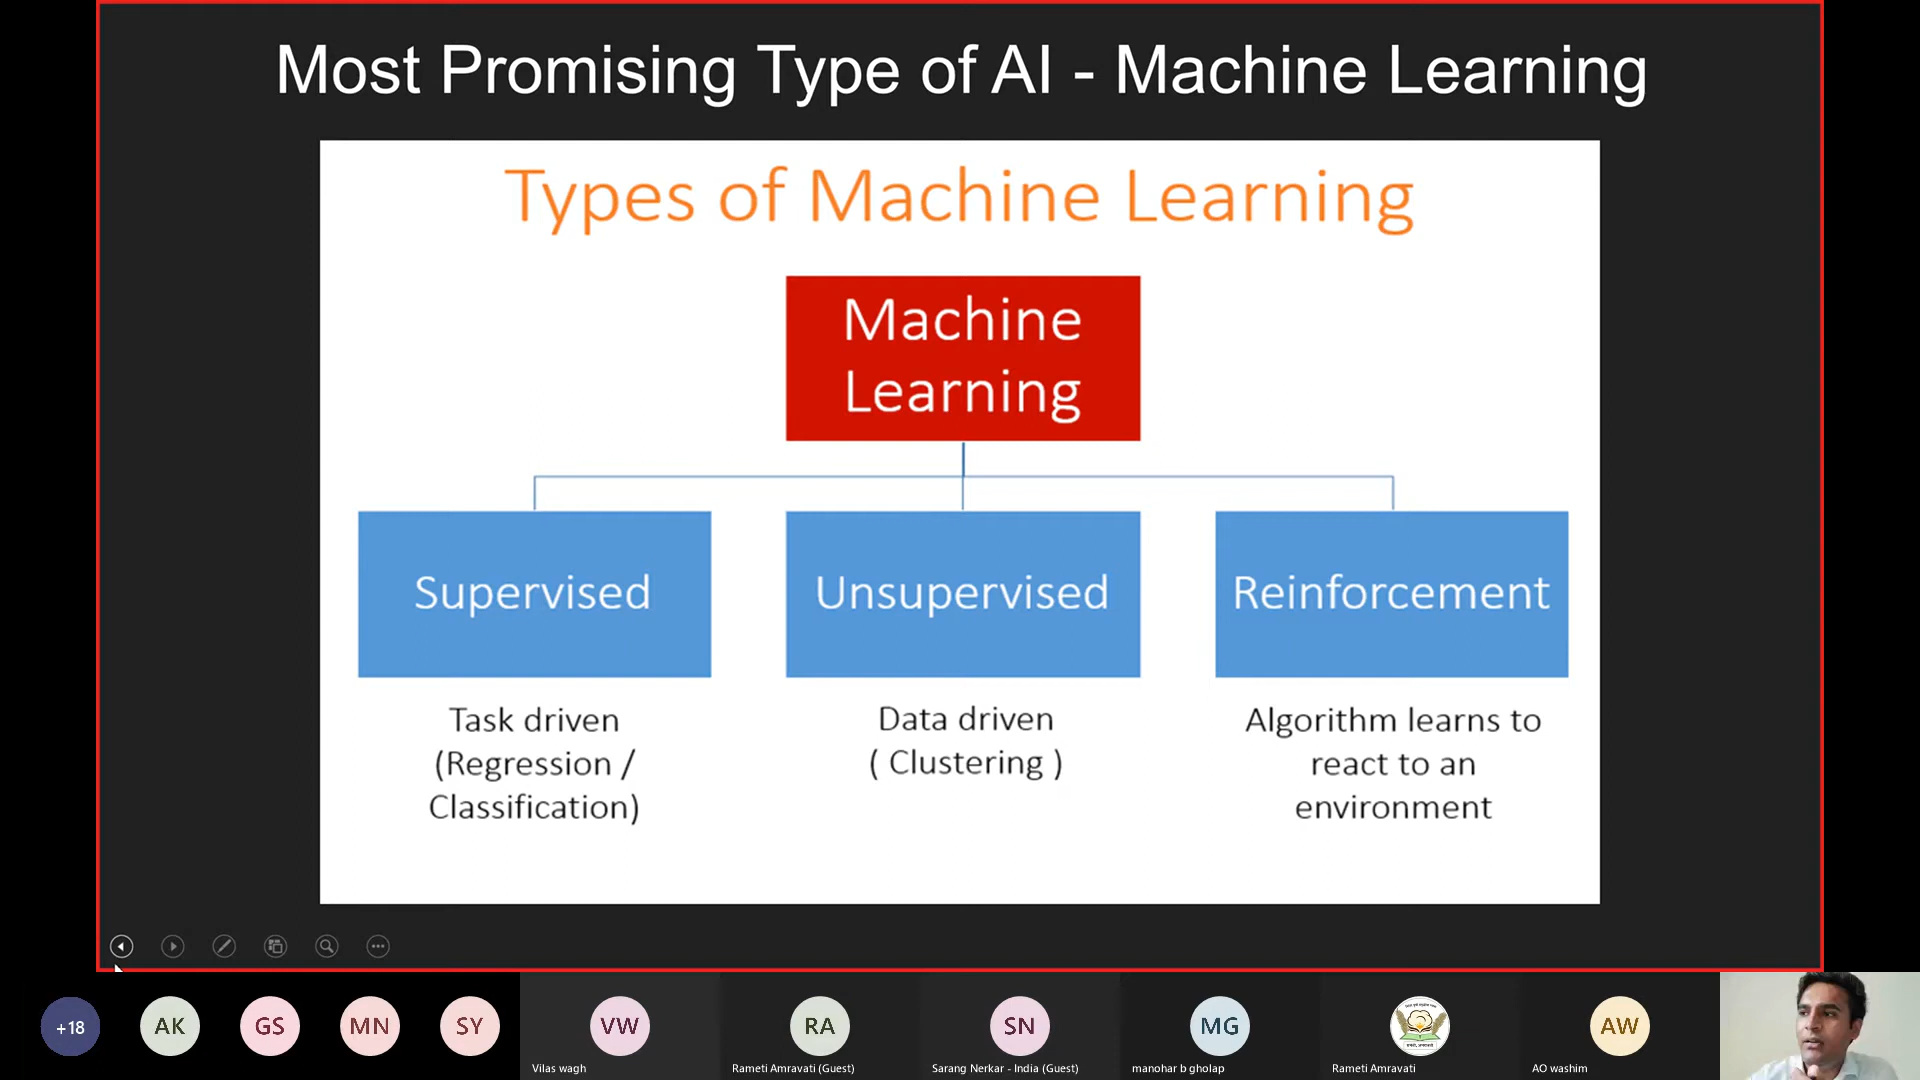 Most Promising Type of AI - Machine Learning
Types of Machine Learning
Machine
Learning
Supervised
Unsupervised
Reinforcement
Task driven
(Regression /
Classification)
Data driven
( Clustering )
Algorithm learns to
react to an
environment
+18
AK
GS
MN
SY
VW
RA
SN
MG
AW
Vilas wagh
Rameti Amravati (Guest)
Sarang Nerkar - India (Guest)
manohar b gholap
Rameti Amravati
AO washim